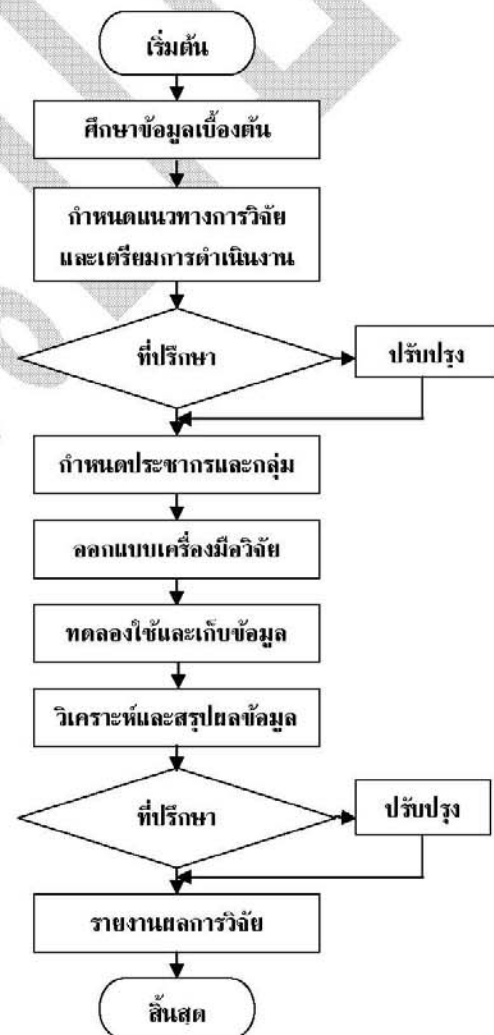 เริ่มต้น
ศึกษาข้อมูลเบื้องต้น
กำหนดแนวทางการวิจัย
และเตรียมการดำเนินงาน
ที่ปรึกษา
ปรับปรุง
กำหนดประชากรและกลุ่ม
ออกแบบเครื่องมือวิจัย
ทดลองใช้และเก็บข้อมูล
วิเคราะห์และสรุปผลข้อมูล
ที่ปรึกษา
ปรับปรุง
รายงานผลการวิจัย
สิ้นสุด